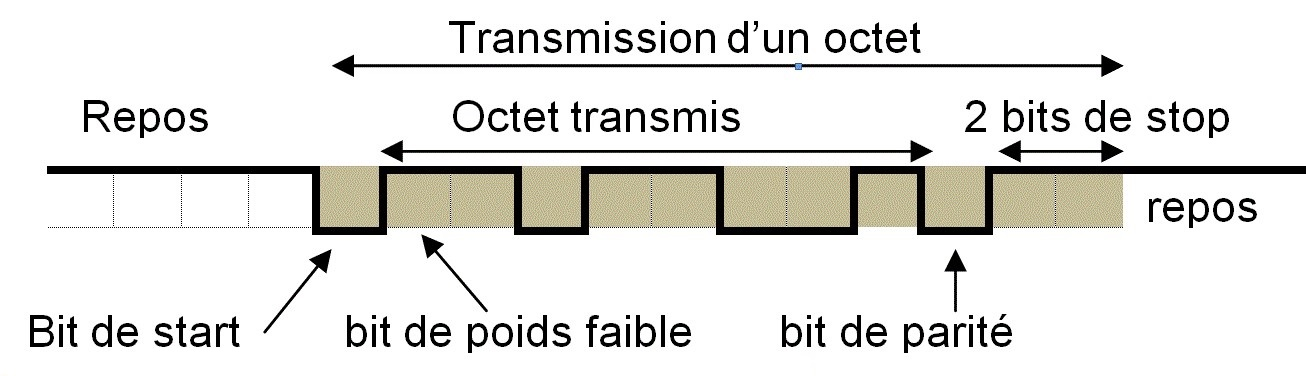 Transmission d'un octet
Repos
Octet transmis
2 bits de stop
repos
Bit de start
bit de poids faible
bit de parité